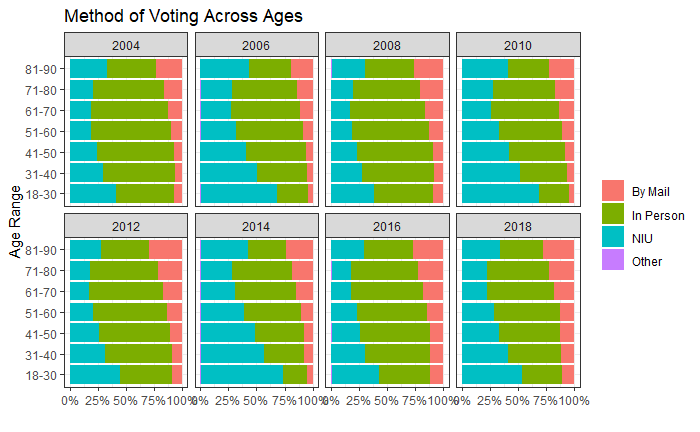 Method of Voting Across Ages
2004 2006 2008 2010
81-90
71-80
61-70
51-60
41-50
31-40
18-30
2012 2014 2016 2018
81-90
71-80
61-70
51-60
41-50
31-40
18-30
0% 25% 50% 75% 100% 0% 25% 50% 75% 100% 0% 25% 50% 75% 100% 0% 25% 50% 75% 100%
Age Range
By Mail
In Person
NIU
Other